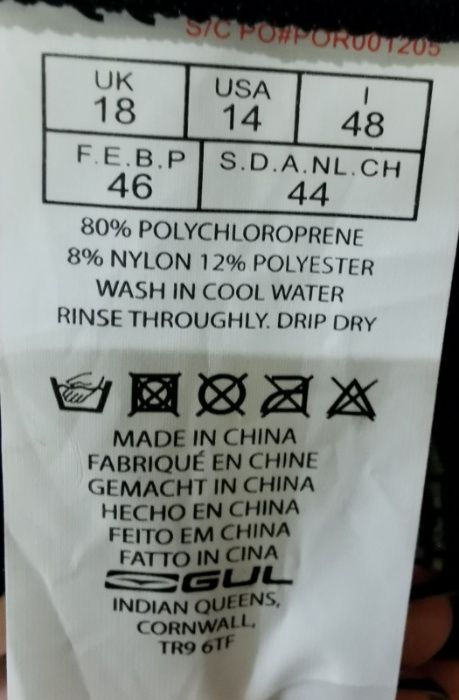 S/C PO#POR001205
UK USA I
18 14 48
F.E.B.P S.D.A.NL.CH
46 44
80% POLYCHLOROPRENE
8% NYLON 12% POLYESTER
WASH IN COOL WATER
RINSE THROUGHLY. DRIP DRY
MADE IN CHINA
FABRIQUÉ EN CHINE
GEMACHT IN CHINA
HECHO EN CHINA
FEITO EM CHINA
FATTO IN CINA
GUL
INDIAN QUEENS,
CORNWALL,
TR9 6TF